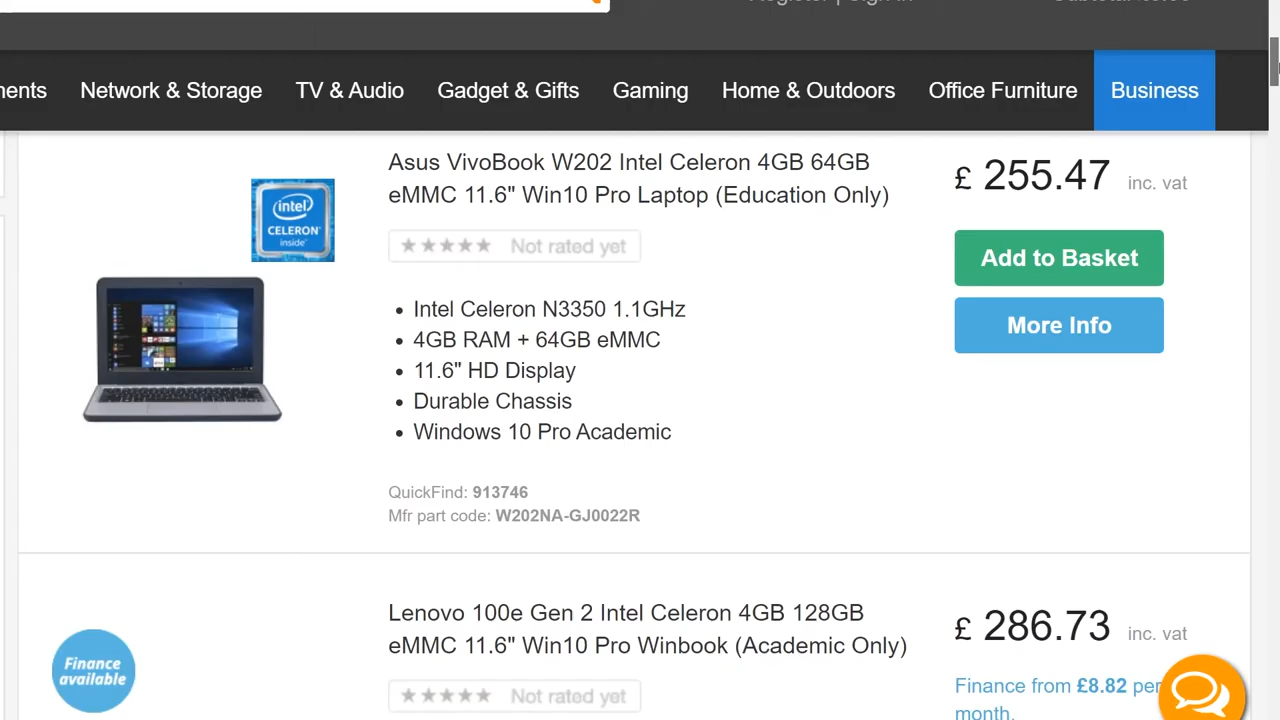 nents Network & Storage TV & Audio Gadget & Gifts Gaming Home & Outdoors Office Furniture Business
Asus VivoBook W202 Intel Celeron 4GB 64GB
eMMC 11.6" Win10 Pro Laptop (Education Only)
£ 255.47 inc. vat
intel
CELERON
inside
★★★★★ Not rated yet
Add to Basket
More Info
• Intel Celeron N3350 1.1GHz
• 4GB RAM + 64GB eMMC
• 11.6" HD Display
• Durable Chassis
• Windows 10 Pro Academic
QuickFind: 913746
Mfr part code: W202NA-GJ0022R
Lenovo 100e Gen 2 Intel Celeron 4GB 128GB
eMMC 11.6" Win10 Pro Winbook (Academic Only)
£ 286.73 inc. vat
Finance
available
★★★★★ Not rated yet
Finance from £8.82 per
month.